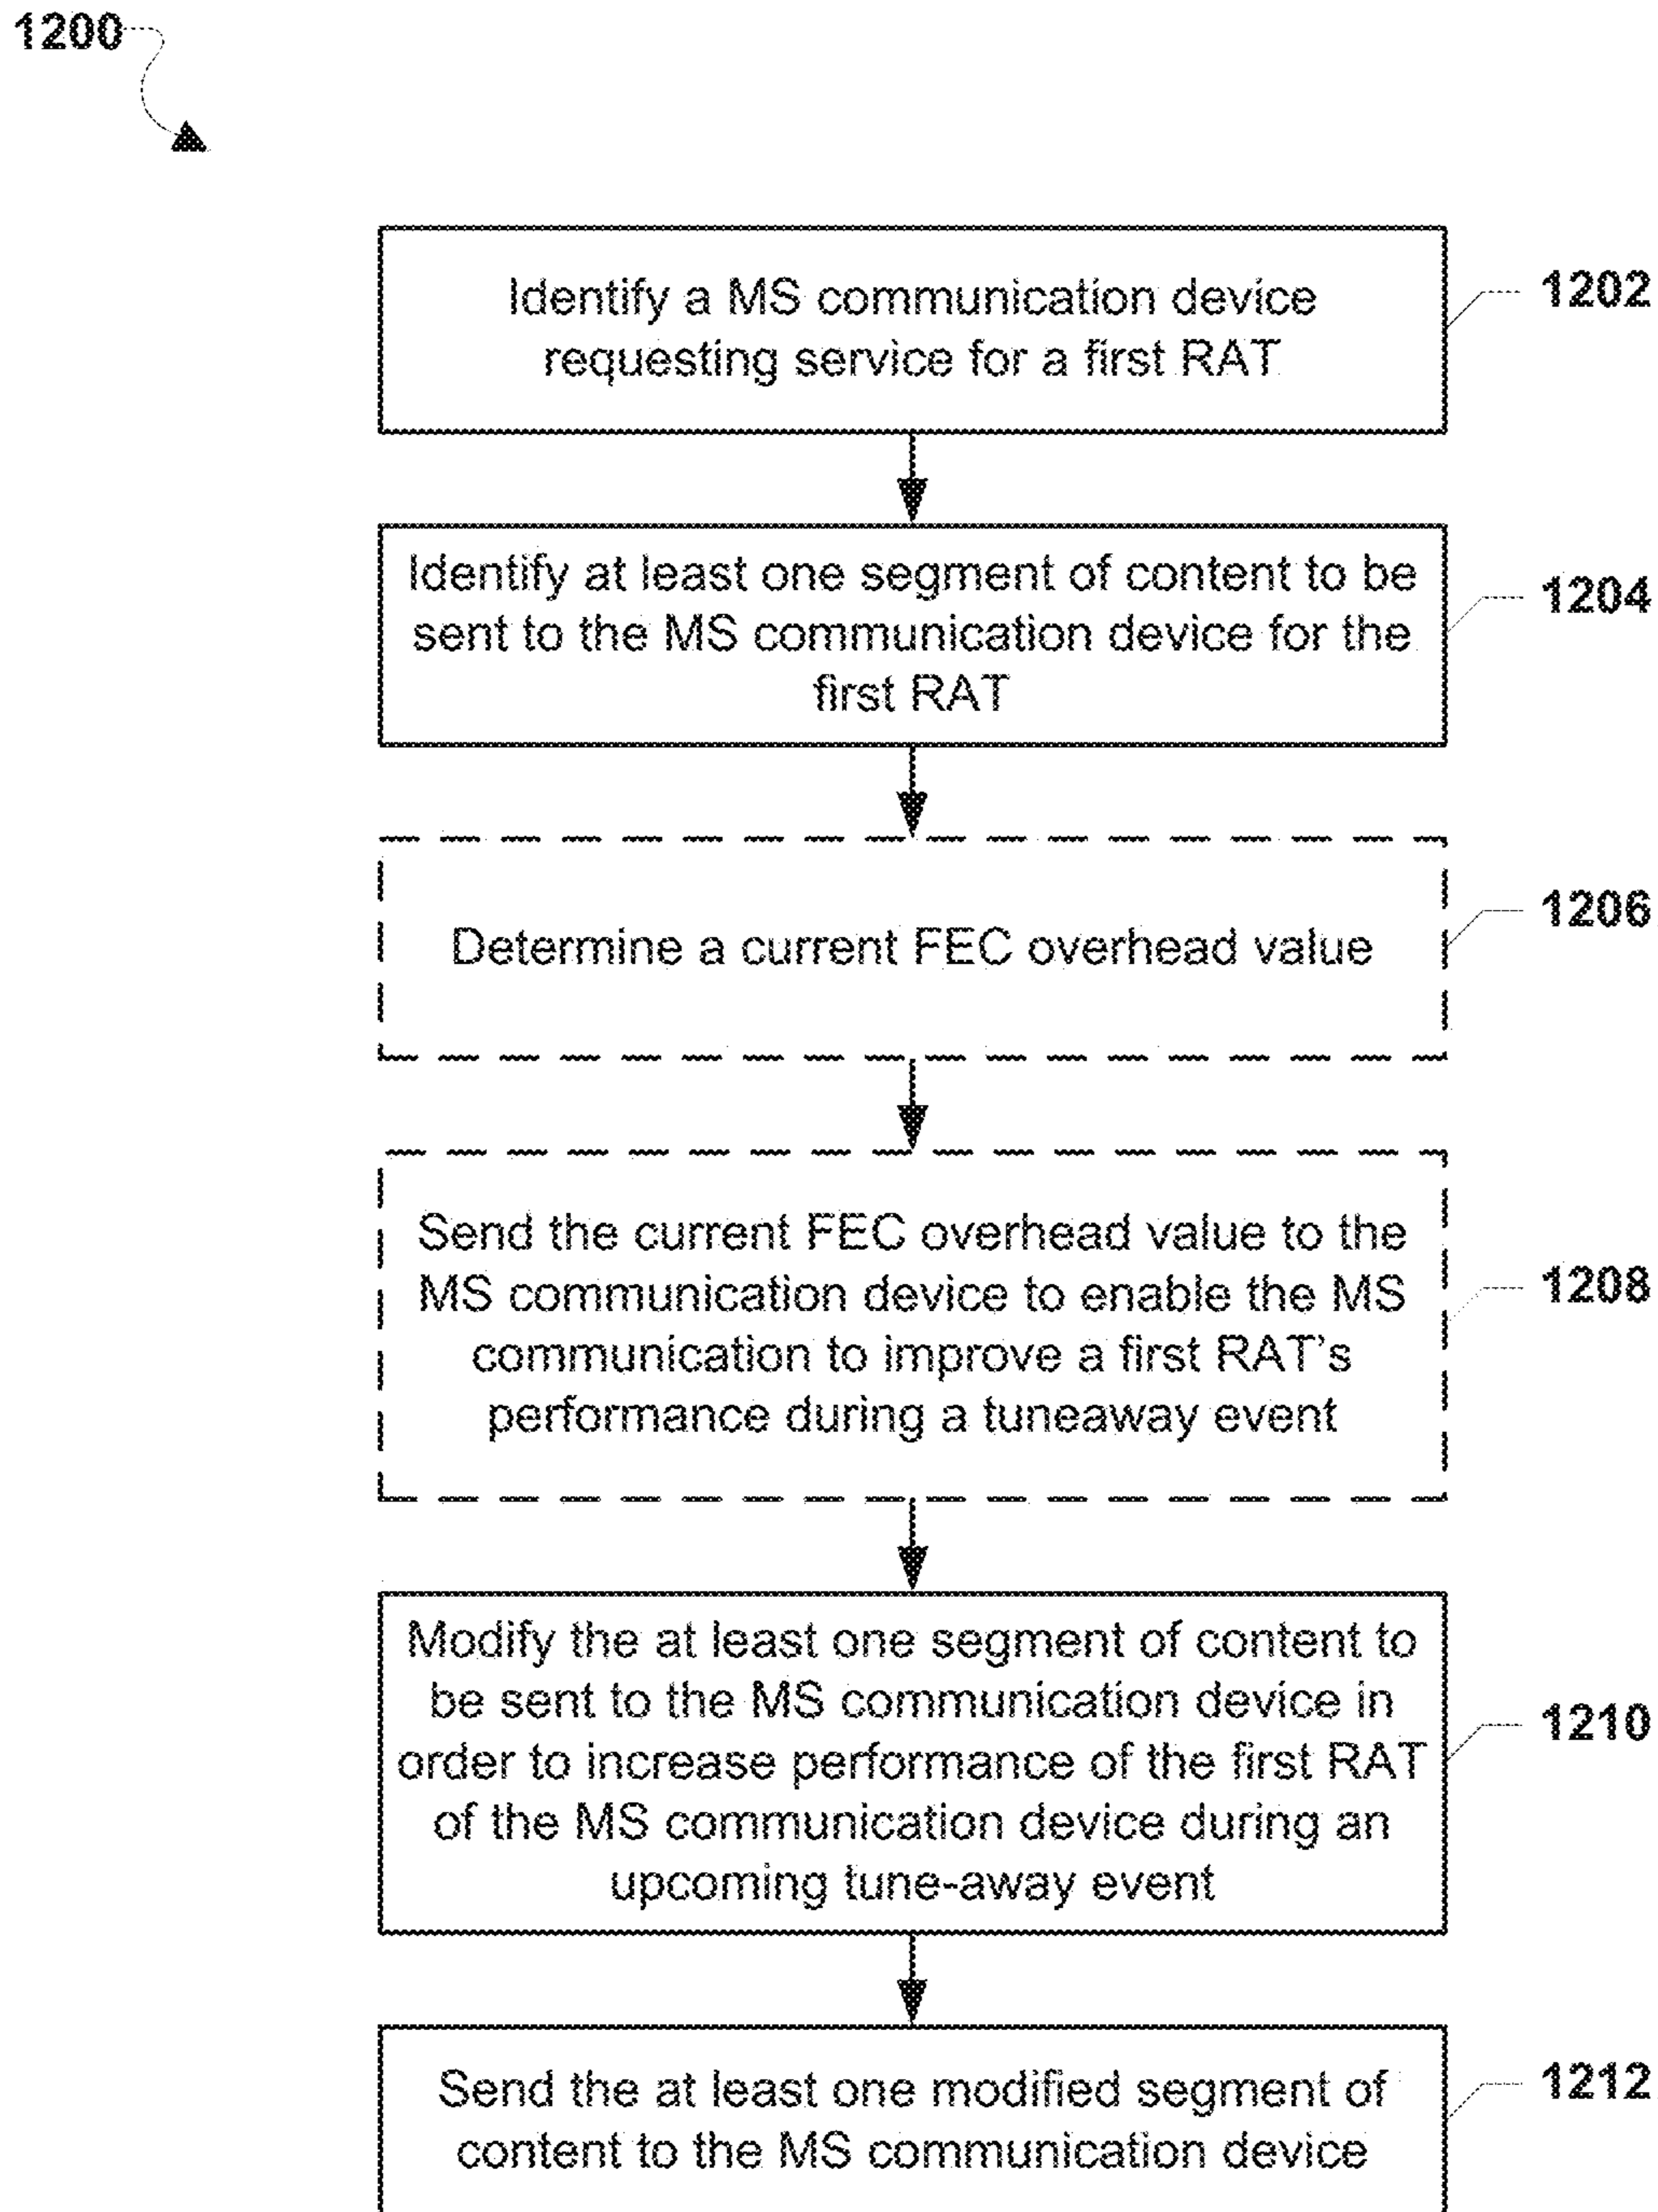 1200
Identify a MS communication device
requesting service for a first RAT
1202
Identify at least one segment of content to be
sent to the MS communication device for the
first RAT
1204
Determine a current FEC overhead value
1206
Send the current FEC overhead value to the
MS communication device to enable the MS
communication to improve a first RAT's
performance during a tuneaway event
1208
Modify the at least one segment of content to
be sent to the MS communication device in
order to increase performance of the first RAT
of the MS communication device during an
upcoming tune-away event
1210
Send the at least one modified segment of
content to the MS communication device
1212